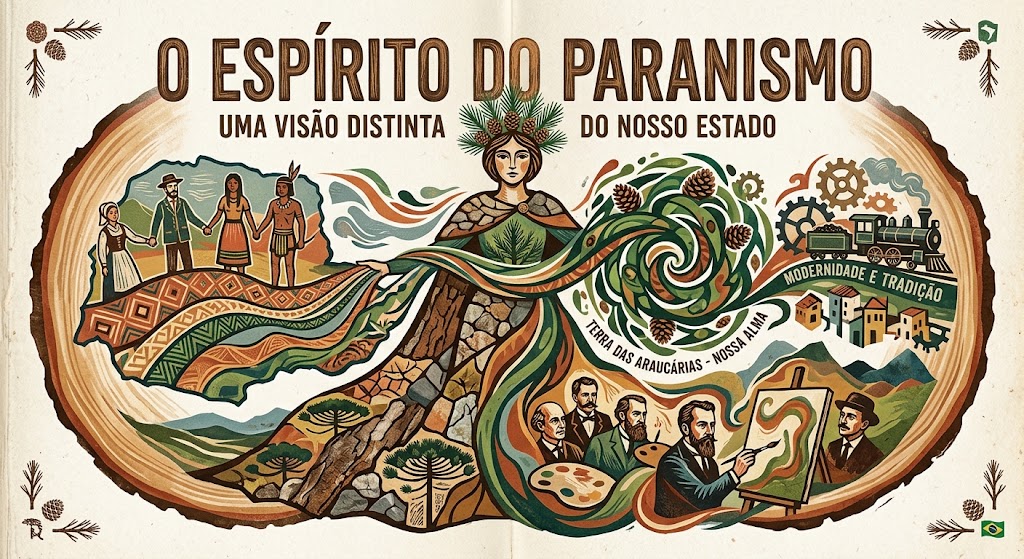 O ESPÍRITO DO PARANISMO
UMA VISÃO DISTINTA DO NOSSO ESTADO
MODERNIDADE E TRADIÇÃO
TERRA DAS ARAUCÁRIAS - NOSSA ALMA